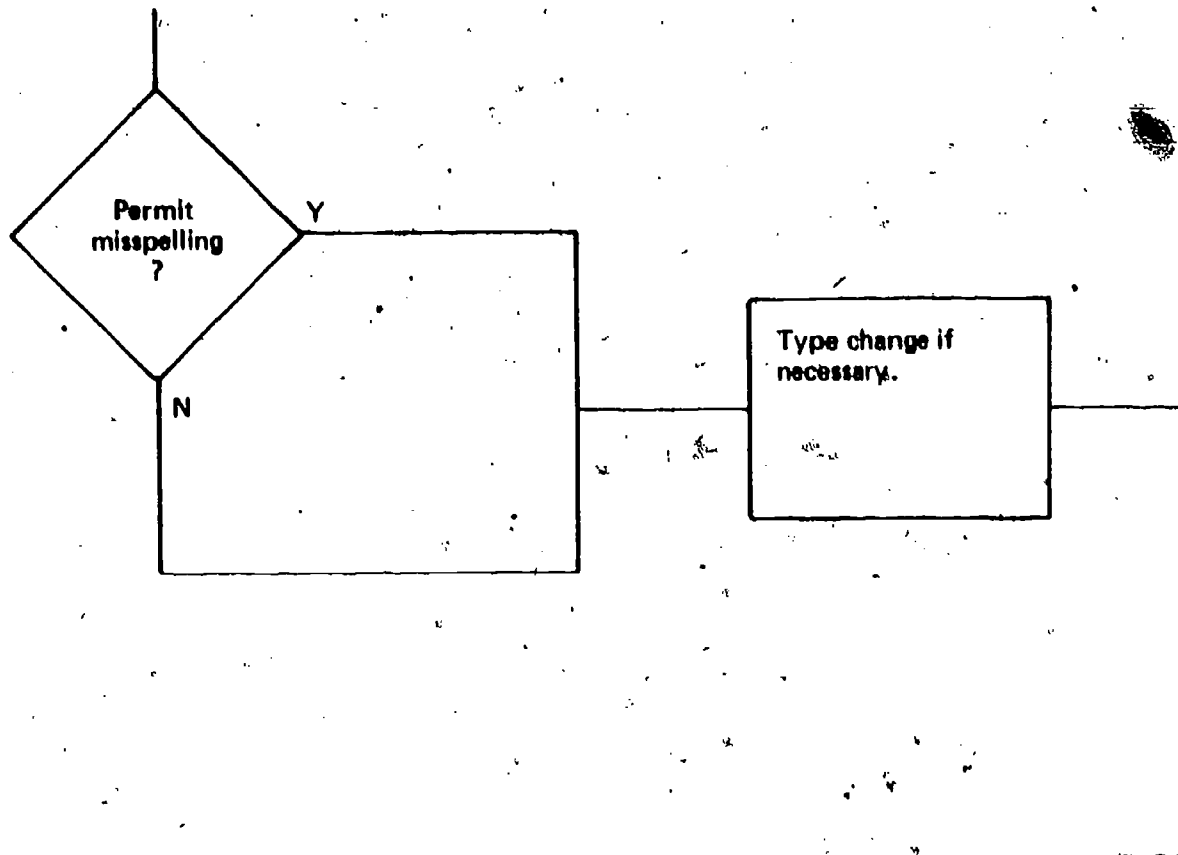 Permit
misspelling
?
Y
N
Type change if
necessary.